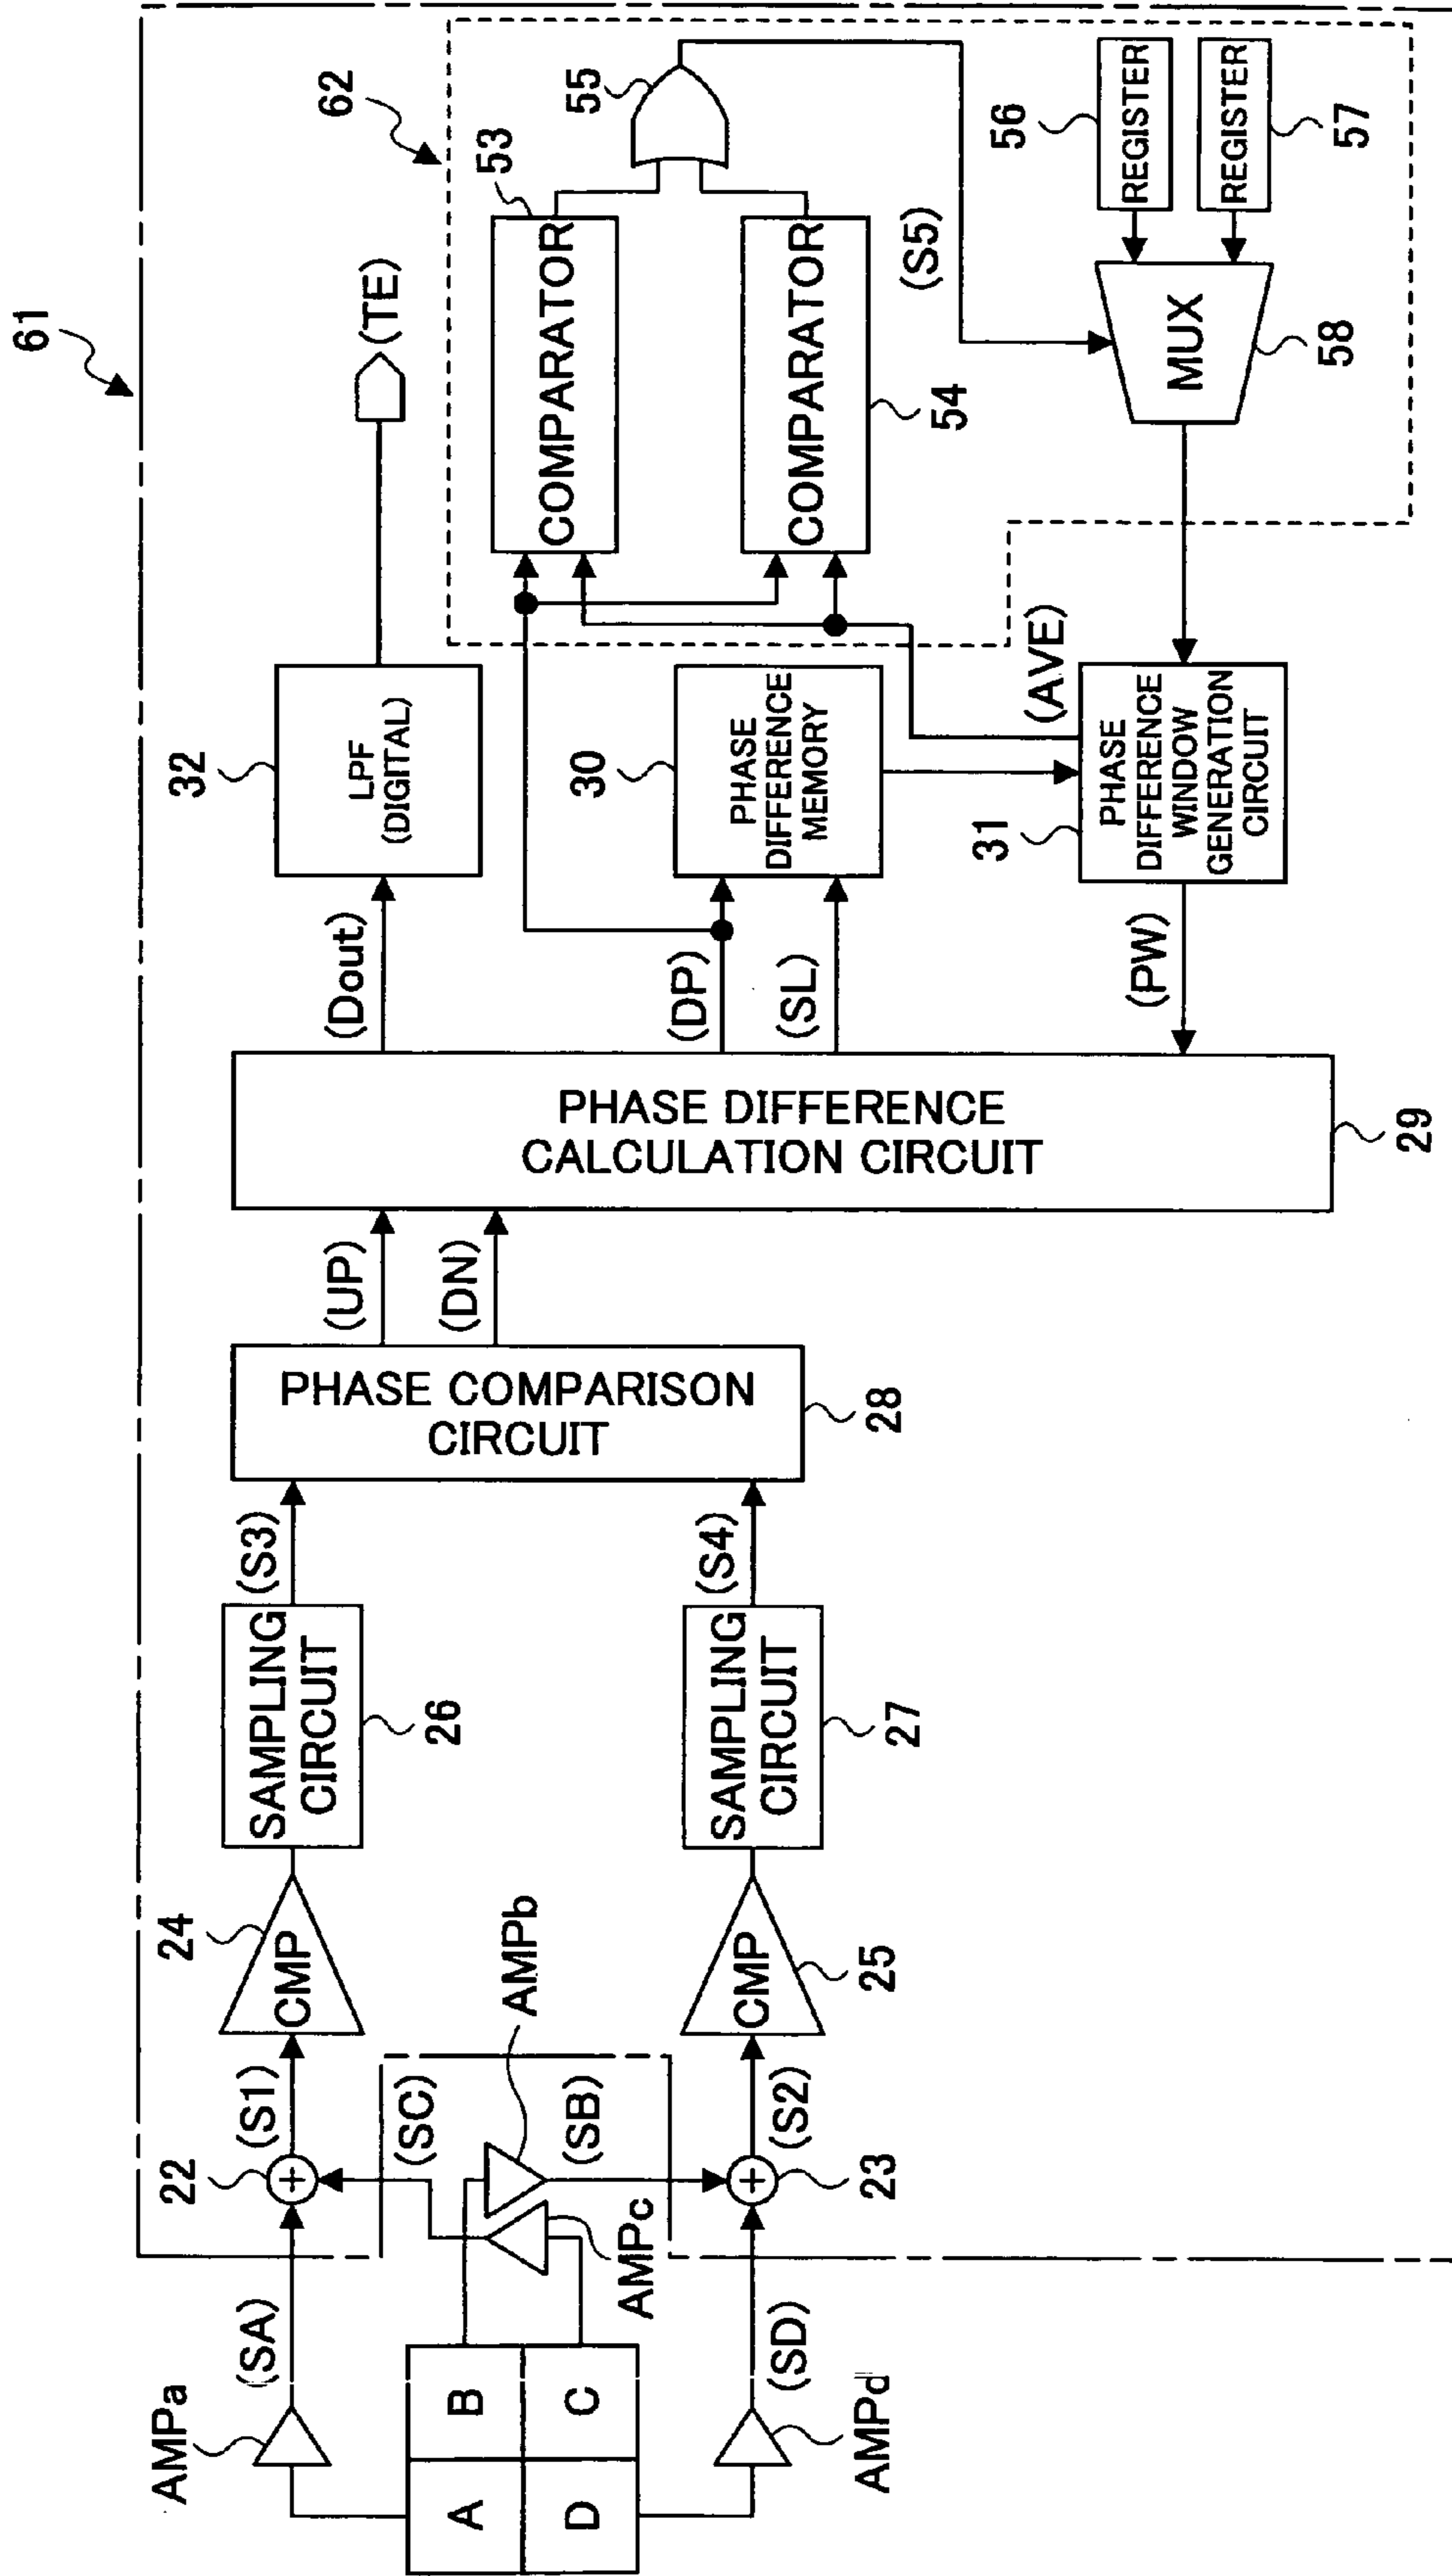 61
62
AMPa
(SA)
22
(S1)
24
CMP
SAMPLING
CIRCUIT
26
(S3)
PHASE COMPARISON
CIRCUIT
28
(UP)
(DN)
PHASE DIFFERENCE
CALCULATION CIRCUIT
29
(Dout)
32
LPF
(DIGITAL)
(TE)
A
B
D
C
(SC)
AMPb
(SB)
AMPc
AMPd
(SD)
23
(S2)
CMP
25
SAMPLING
CIRCUIT
27
(S4)
(DP)
(SL)
30
PHASE
DIFFERENCE
MEMORY
(PW)
31
PHASE
DIFFERENCE
WINDOW
GENERATION
CIRCUIT
(AVE)
COMPARATOR
53
COMPARATOR
54
55
(S5)
MUX
58
56
REGISTER
REGISTER
57